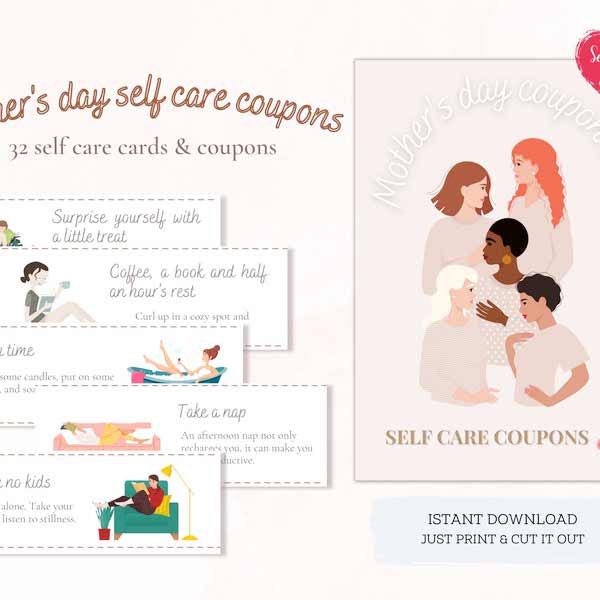 her's day self care coupons
32 self care cards & coupons
Surprise yourself with
a little treat
Coffee, a book and half
an hour's rest
Curl up in a cozy spot and
time
some candles, put on some
, and
Take a nap
An afternoon nap not only
recharges you, it can make you
no kids
alone. Take your
listen to stillness.
Mother's day coupons
SELF CARE COUPONS
ISTANT DOWNLOAD
JUST PRINT & CUT IT OUT